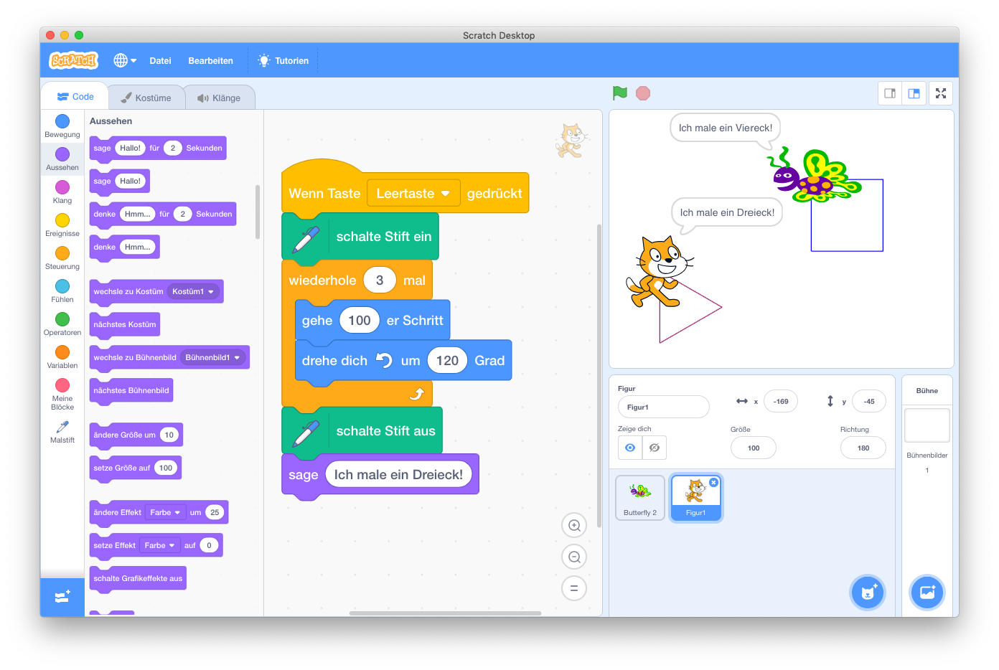 Scratch Desktop
SCRATCH
Datei
Bearbeiten
Tutorien
Code
Kostüme
Klänge
Bewegung
Aussehen
Klang
Ereignisse
Steuerung
Fühlen
Operatoren
Variablen
Meine
Blöcke
Malstift
Aussehen
sage Hallo! für 2 Sekunden
sage Hallo!
denke Hmm... für 2 Sekunden
denke Hmm...
wechsle zu Kostüm Kostüm1
nächstes Kostüm
wechsle zu Bühnenbild Bühnenbild1
nächstes Bühnenbild
ändere Größe um 10
setze Größe auf 100
ändere Effekt Farbe um 25
setze Effekt Farbe auf 0
schalte Grafikeffekte aus
Wenn Taste Leertaste gedrückt
schalte Stift ein
wiederhole 3 mal
gehe 100 er Schritt
drehe dich um 120 Grad
schalte Stift aus
sage Ich male ein Dreieck!
Ich male ein Viereck!
Ich male ein Dreieck!
Figur
Figur1
x -169
y -45
Zeige dich
Größe
100
Richtung
180
Butterfly 2
Figur1
Bühne
Bühnenbilder
1